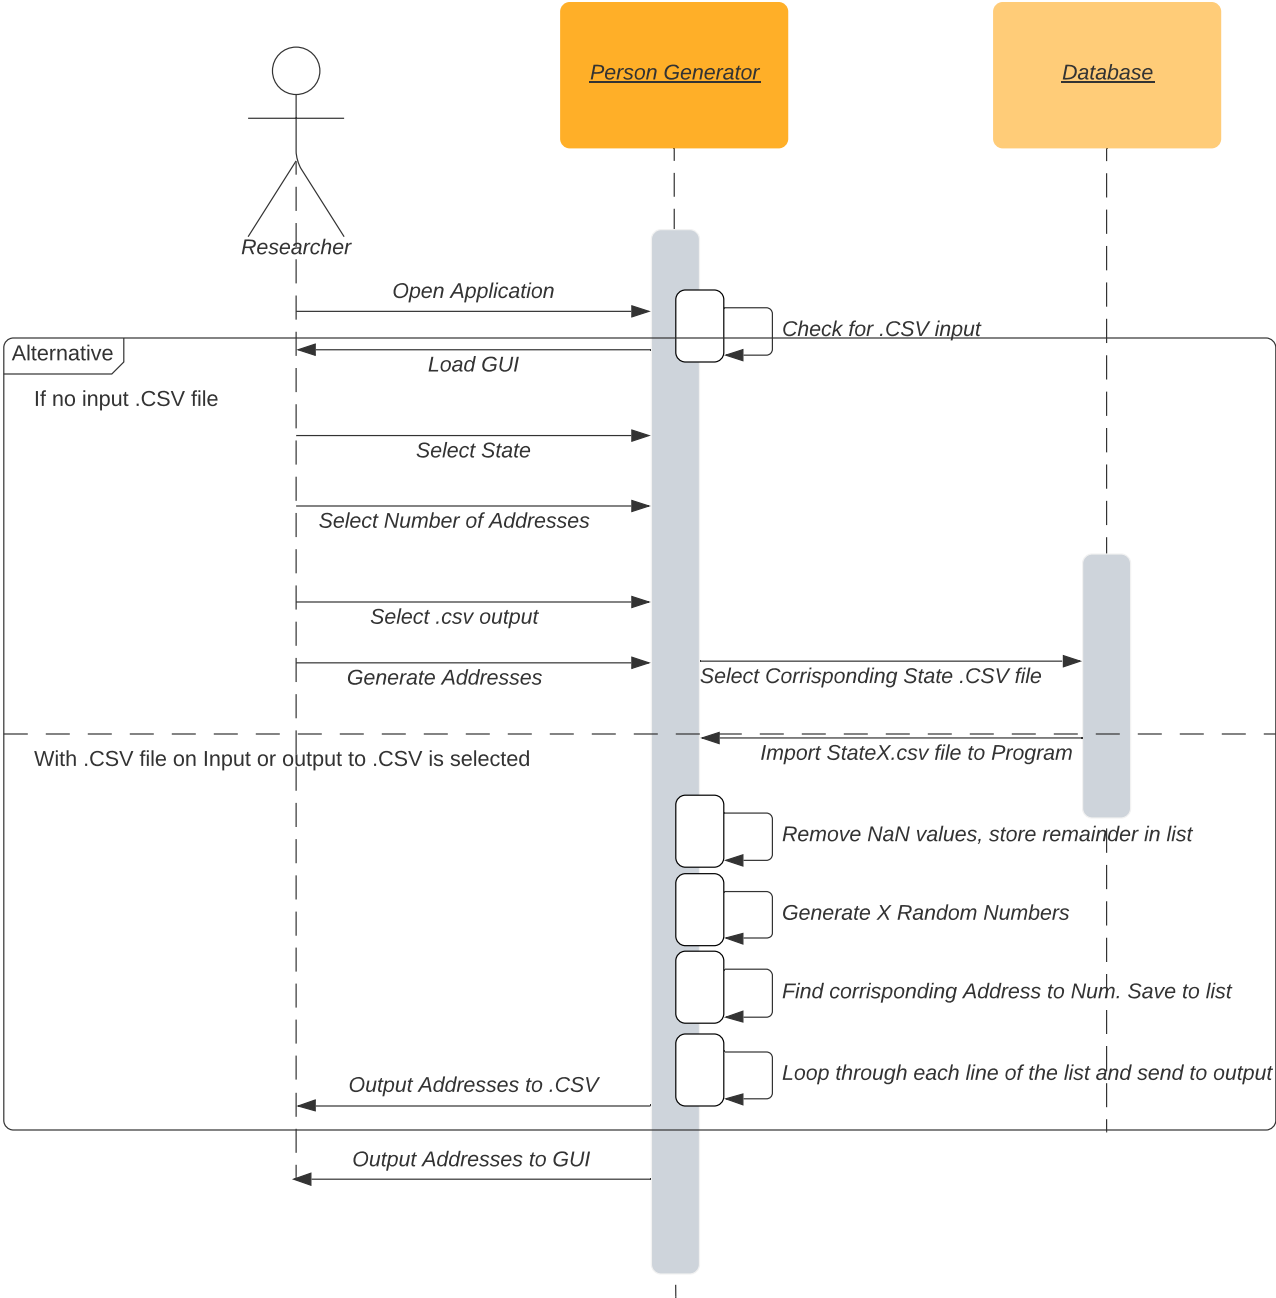 Person Generator
Database
Researcher
Open Application
Check for .CSV input
Alternative
Load GUI
If no input .CSV file
Select State
Select Number of Addresses
Select .csv output
Generate Addresses
Select Corrisponding State .CSV file
Import StateX.csv file to Program
With .CSV file on Input or output to .CSV is selected
Remove NaN values, store remainder in list
Generate X Random Numbers
Find corrisponding Address to Num. Save to list
Loop through each line of the list and send to output
Output Addresses to .CSV
Output Addresses to GUI